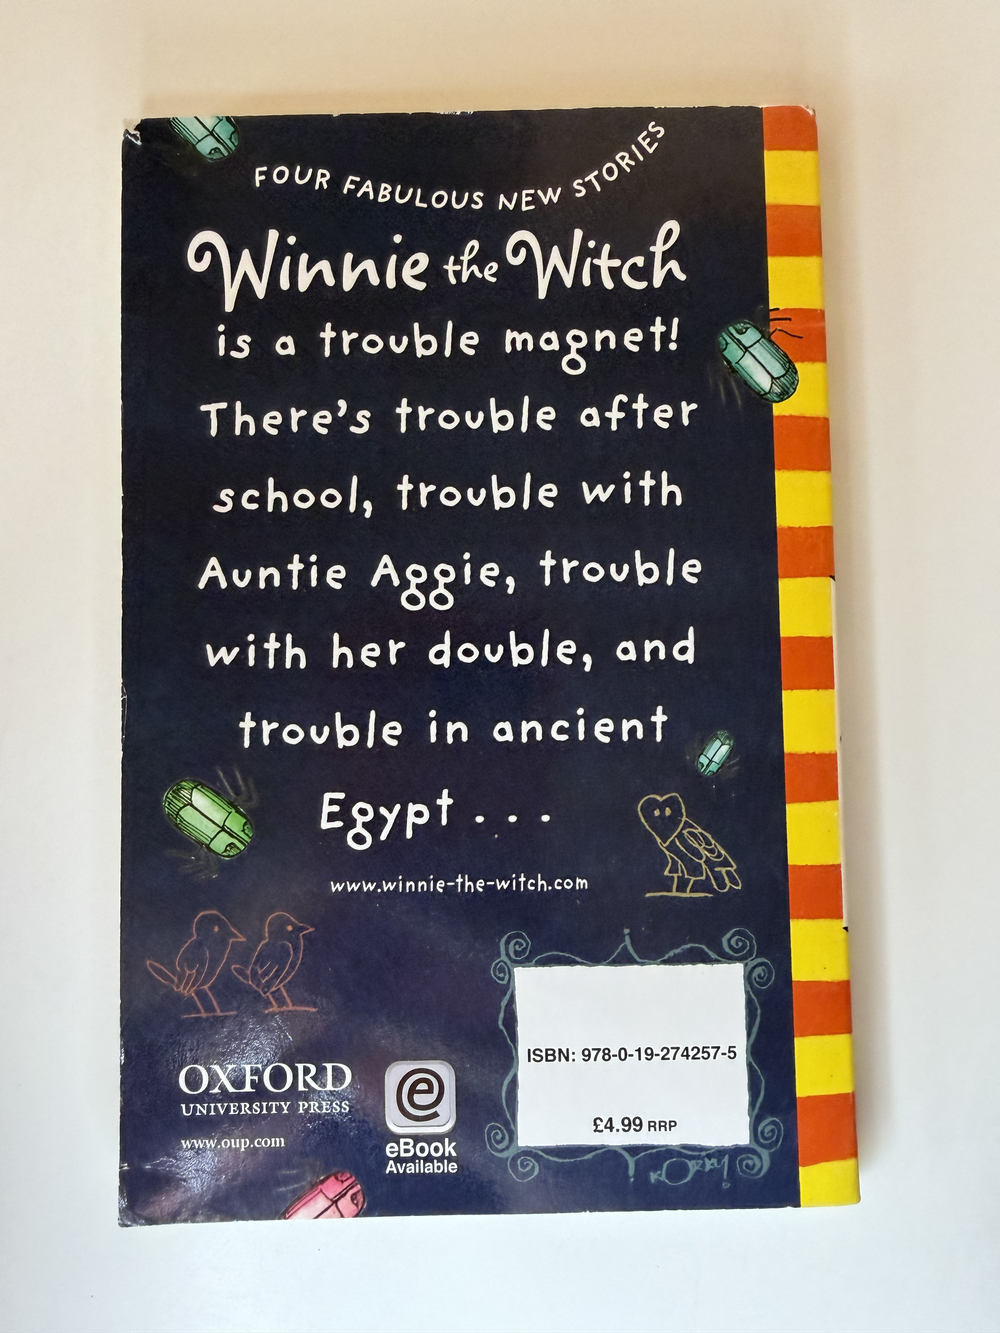 FOUR FABULOUS NEW STORIES
Winnie the Witch
is a trouble magnet!
There's trouble after
school, trouble with
Auntie Aggie, trouble
with her double, and
trouble in ancient
Egypt . . .
www.winnie-the-witch.com
ISBN: 978-0-19-274257-5
£4.99 RRP
OXFORD
UNIVERSITY PRESS
www.oup.com
e
eBook
Available
KORKY!